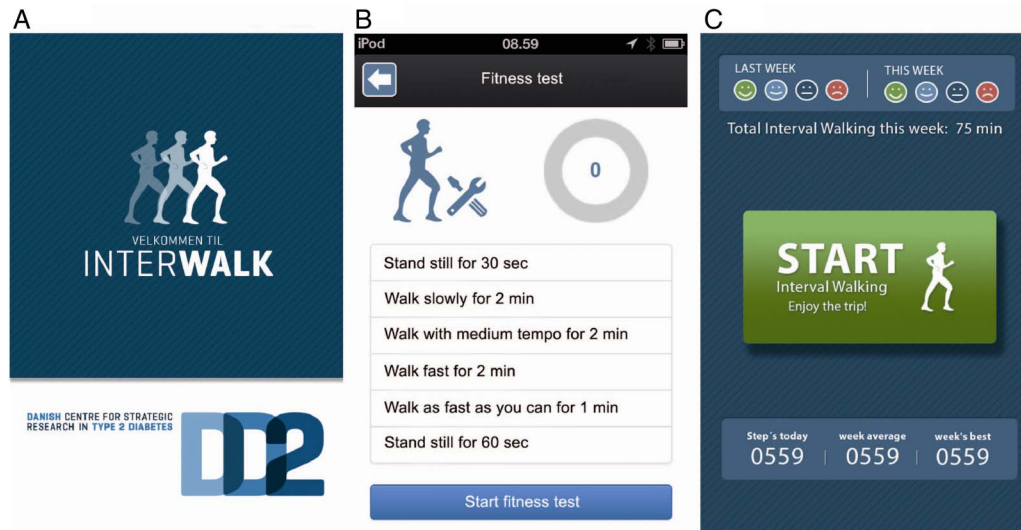 A
VELKOMMEN TIL
INTERWALK
DANISH CENTRE FOR STRATEGIC
RESEARCH IN TYPE 2 DIABETES
DD2
B
iPod 08.59
Fitness test
0
Stand still for 30 sec
Walk slowly for 2 min
Walk with medium tempo for 2 min
Walk fast for 2 min
Walk as fast as you can for 1 min
Stand still for 60 sec
Start fitness test
C
LAST WEEK THIS WEEK
Total Interval Walking this week: 75 min
START
Interval Walking
Enjoy the trip!
Step´s today week average week's best
0559 | 0559 | 0559